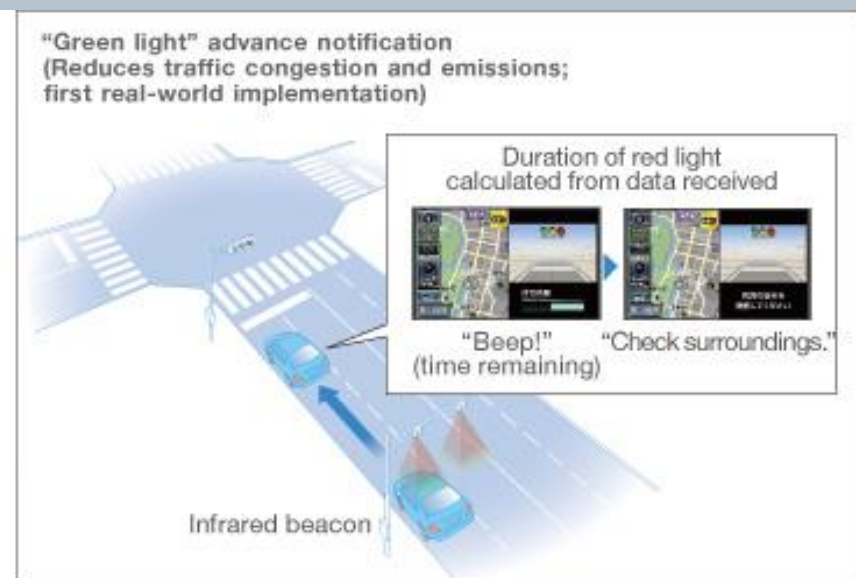 “Green light” advance notification
(Reduces traffic congestion and emissions;
first real-world implementation)
Duration of red light
calculated from data received
“Beep!”
(time remaining)
“Check surroundings.”
Infrared beacon